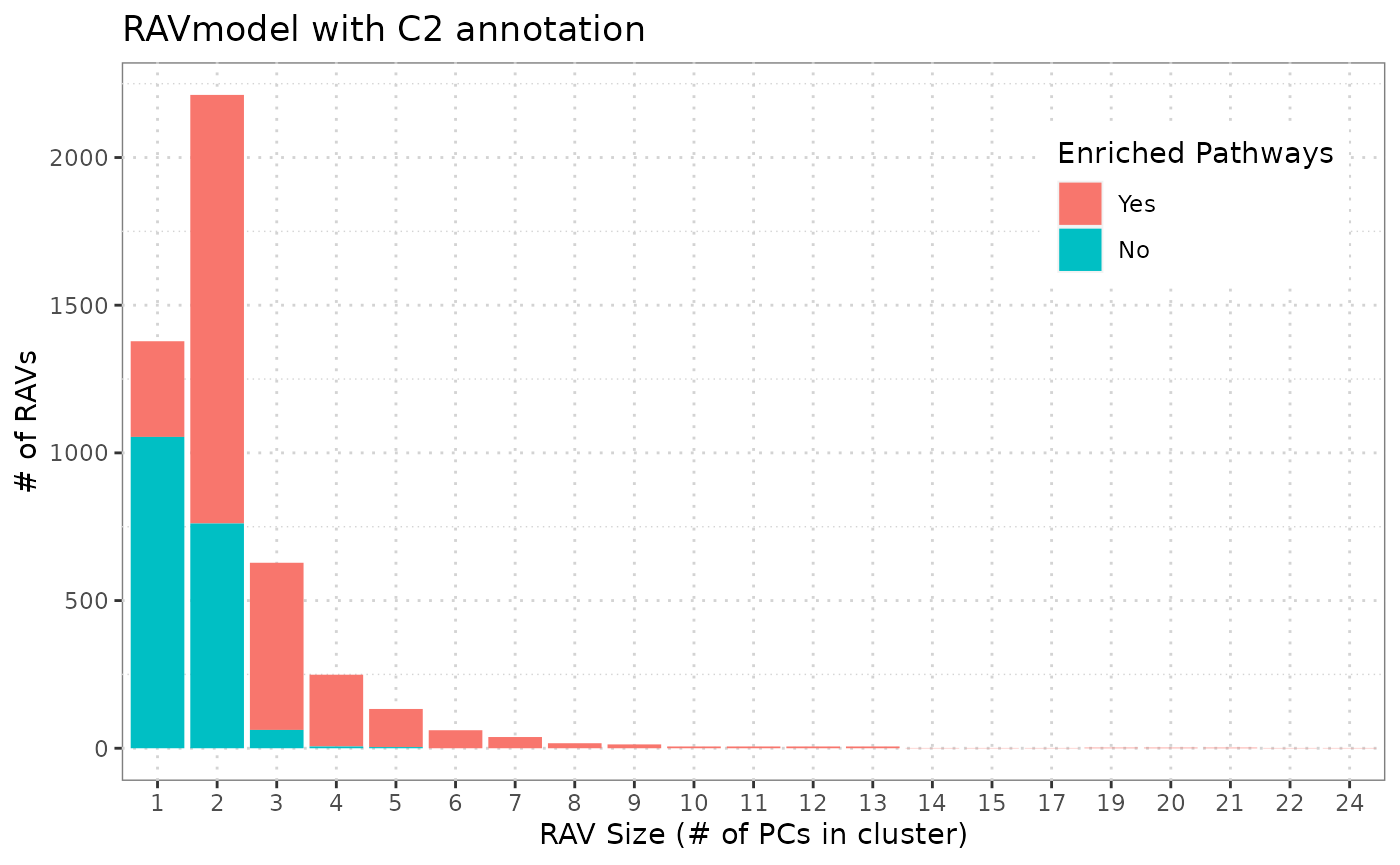 RAVmodel with C2 annotation
# of RAVs
2000
1500
1000
500
0
Enriched Pathways
Yes
No
1 2 3 4 5 6 7 8 9 10 11 12 13 14 15 17 19 20 21 22 24
RAV Size (# of PCs in cluster)